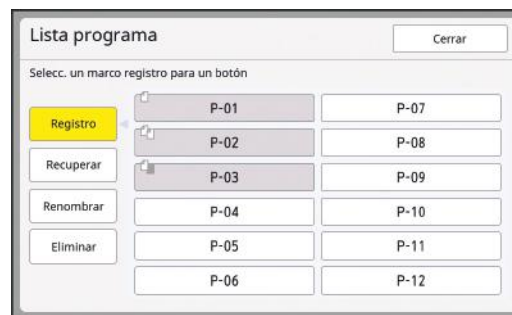 Lista programa
Cerrar
Selecc. un marco registro para un botón
Registro
Recuperar
Renombrar
Eliminar
P-01
P-02
P-03
P-04
P-05
P-06
P-07
P-08
P-09
P-10
P-11
P-12